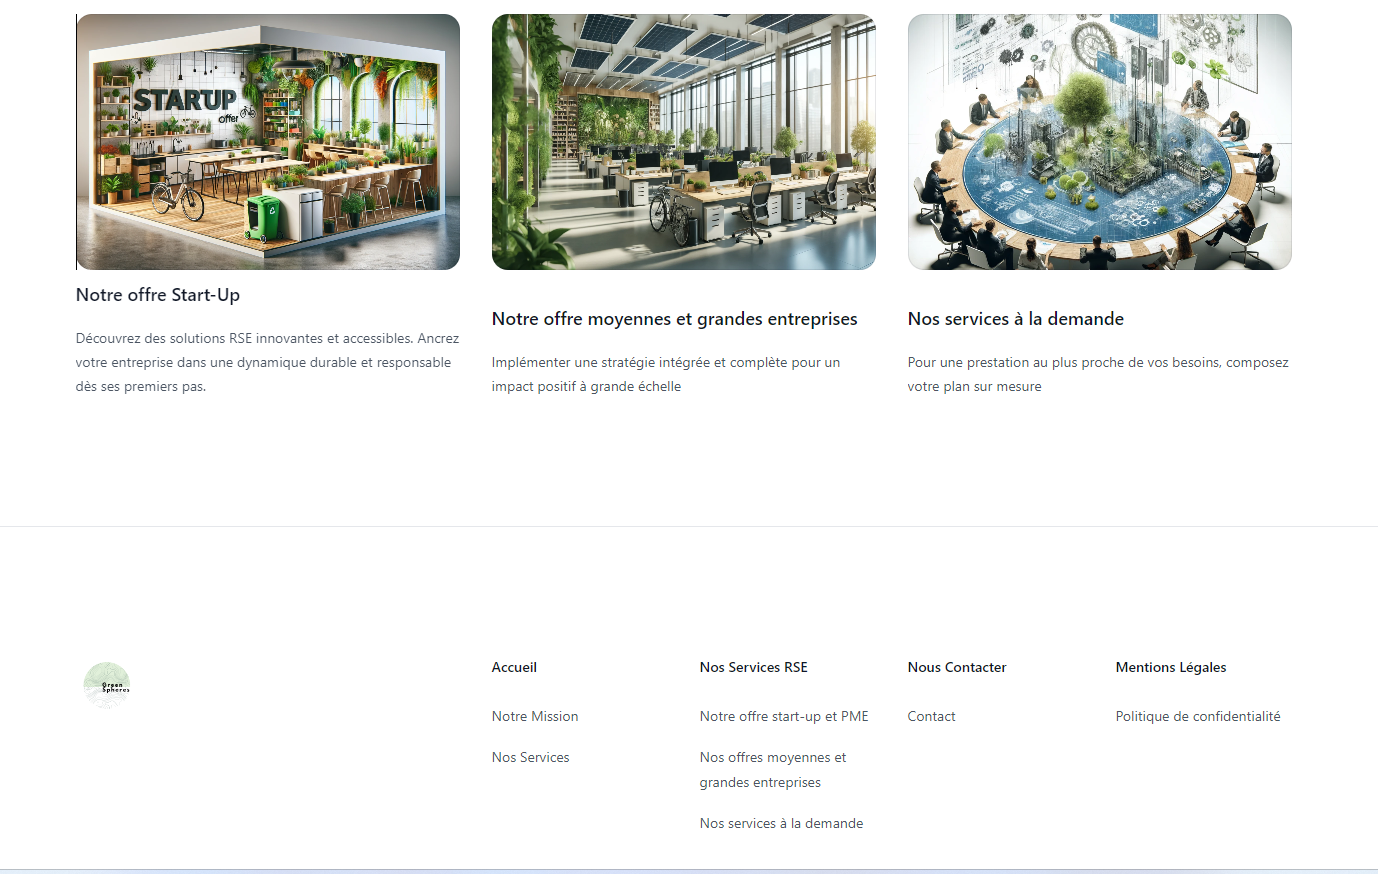 STARTUP
offer
Notre offre Start-Up
Découvrez des solutions RSE innovantes et accessibles. Ancrez
votre entreprise dans une dynamique durable et responsable
dès ses premiers pas.
Notre offre moyennes et grandes entreprises
Implémenter une stratégie intégrée et complète pour un
impact positif à grande échelle
Nos services à la demande
Pour une prestation au plus proche de vos besoins, composez
votre plan sur mesure
Green
Spheres
Accueil
Notre Mission
Nos Services
Nos Services RSE
Notre offre start-up et PME
Nos offres moyennes et
grandes entreprises
Nos services à la demande
Nous Contacter
Contact
Mentions Légales
Politique de confidentialité